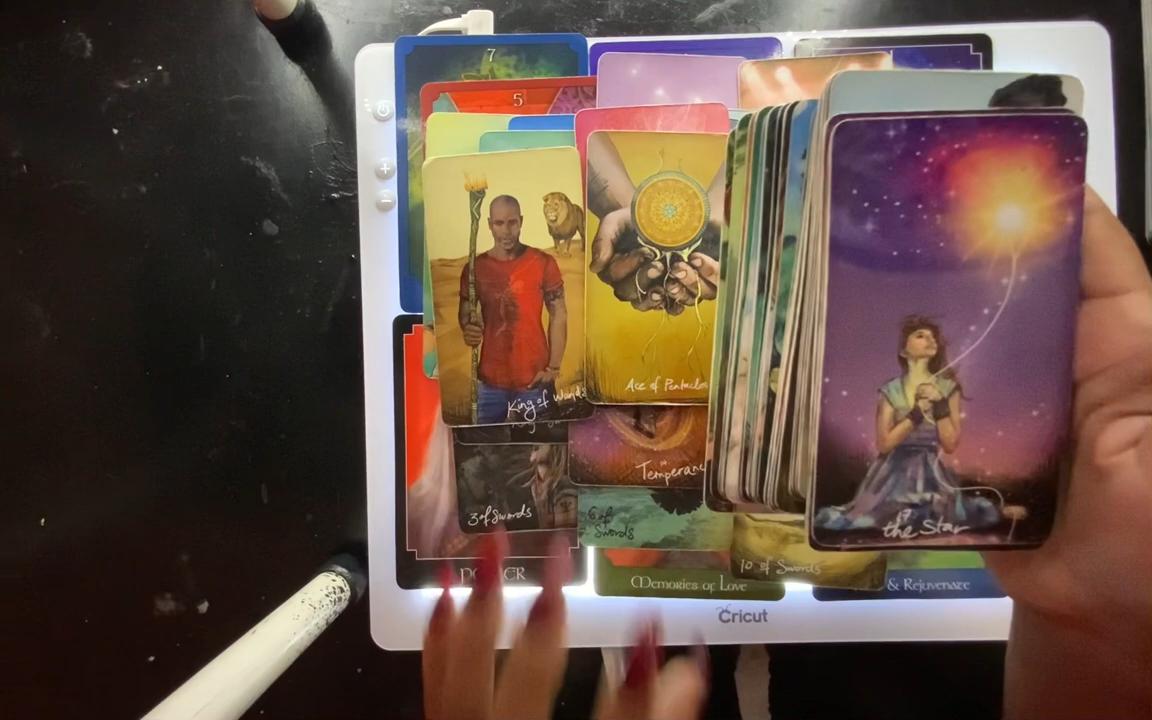 7
5
King of Wands
Ace of Pentacles
3 of Swords
Temperance
6 of
Swords
10 of Swords
17
the Star
Memories of Love
& Rejuvenate
Cricut